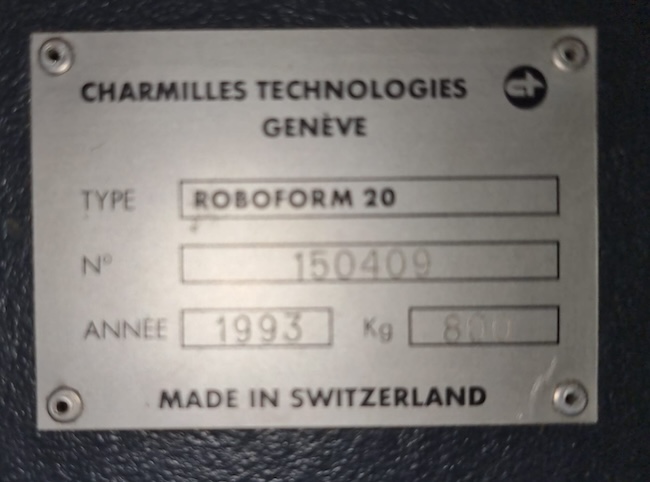 CHARMILLES TECHNOLOGIES
GENÈVE
TYPE ROBOFORM 20
N° 150409
ANNÉE 1993 Kg 800
MADE IN SWITZERLAND